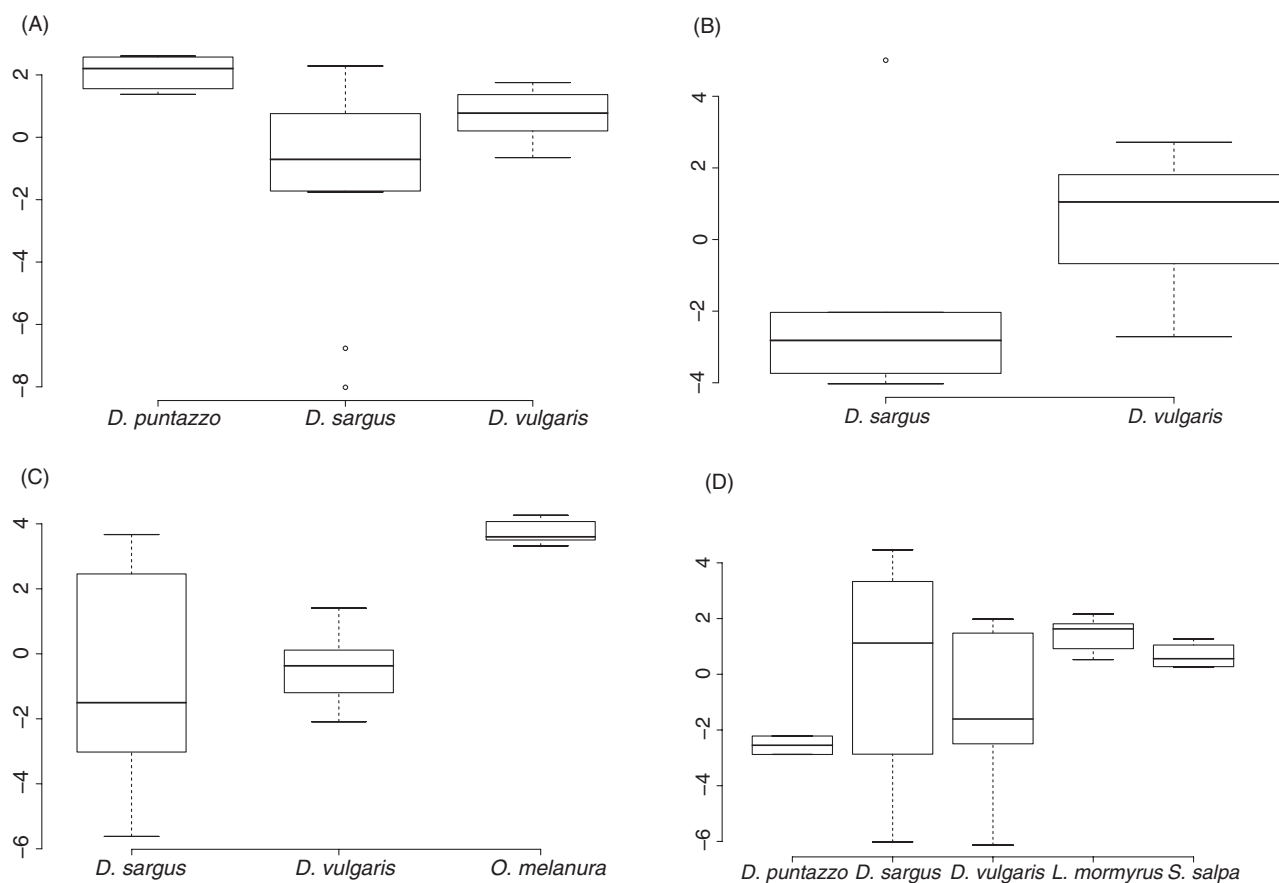 (A)
2
0
−2
−4
−6
−8
D. puntazzo D. sargus D. vulgaris
(B)
4
2
0
−2
−4
D. sargus D. vulgaris
(C)
4
2
0
−2
−4
−6
D. sargus D. vulgaris O. melanura
(D)
4
2
0
−2
−4
−6
D. puntazzo D. sargus D. vulgaris L. mormyrus S. salpa